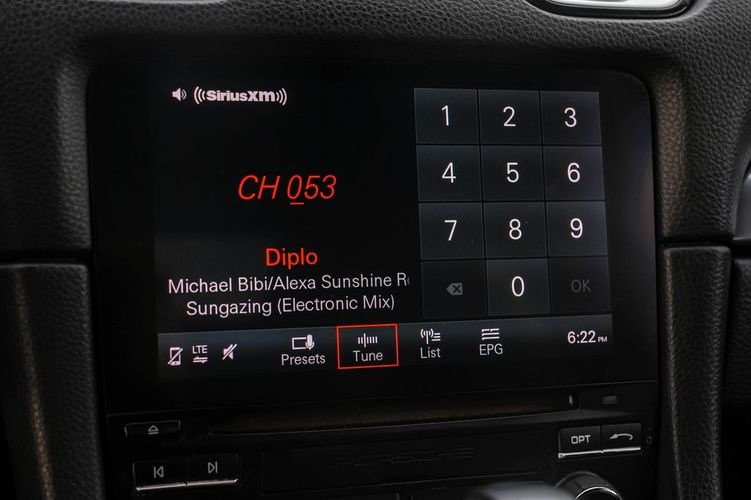 ((SiriusXM))
CH 053
Diplo
Michael Bibi/Alexa Sunshine R
Sungazing (Electronic Mix)
1 2 3
4 5 6
7 8 9
0 OK
LTE
Presets
Tune
List
EPG
6:22 PM
OPT
PORSCHE